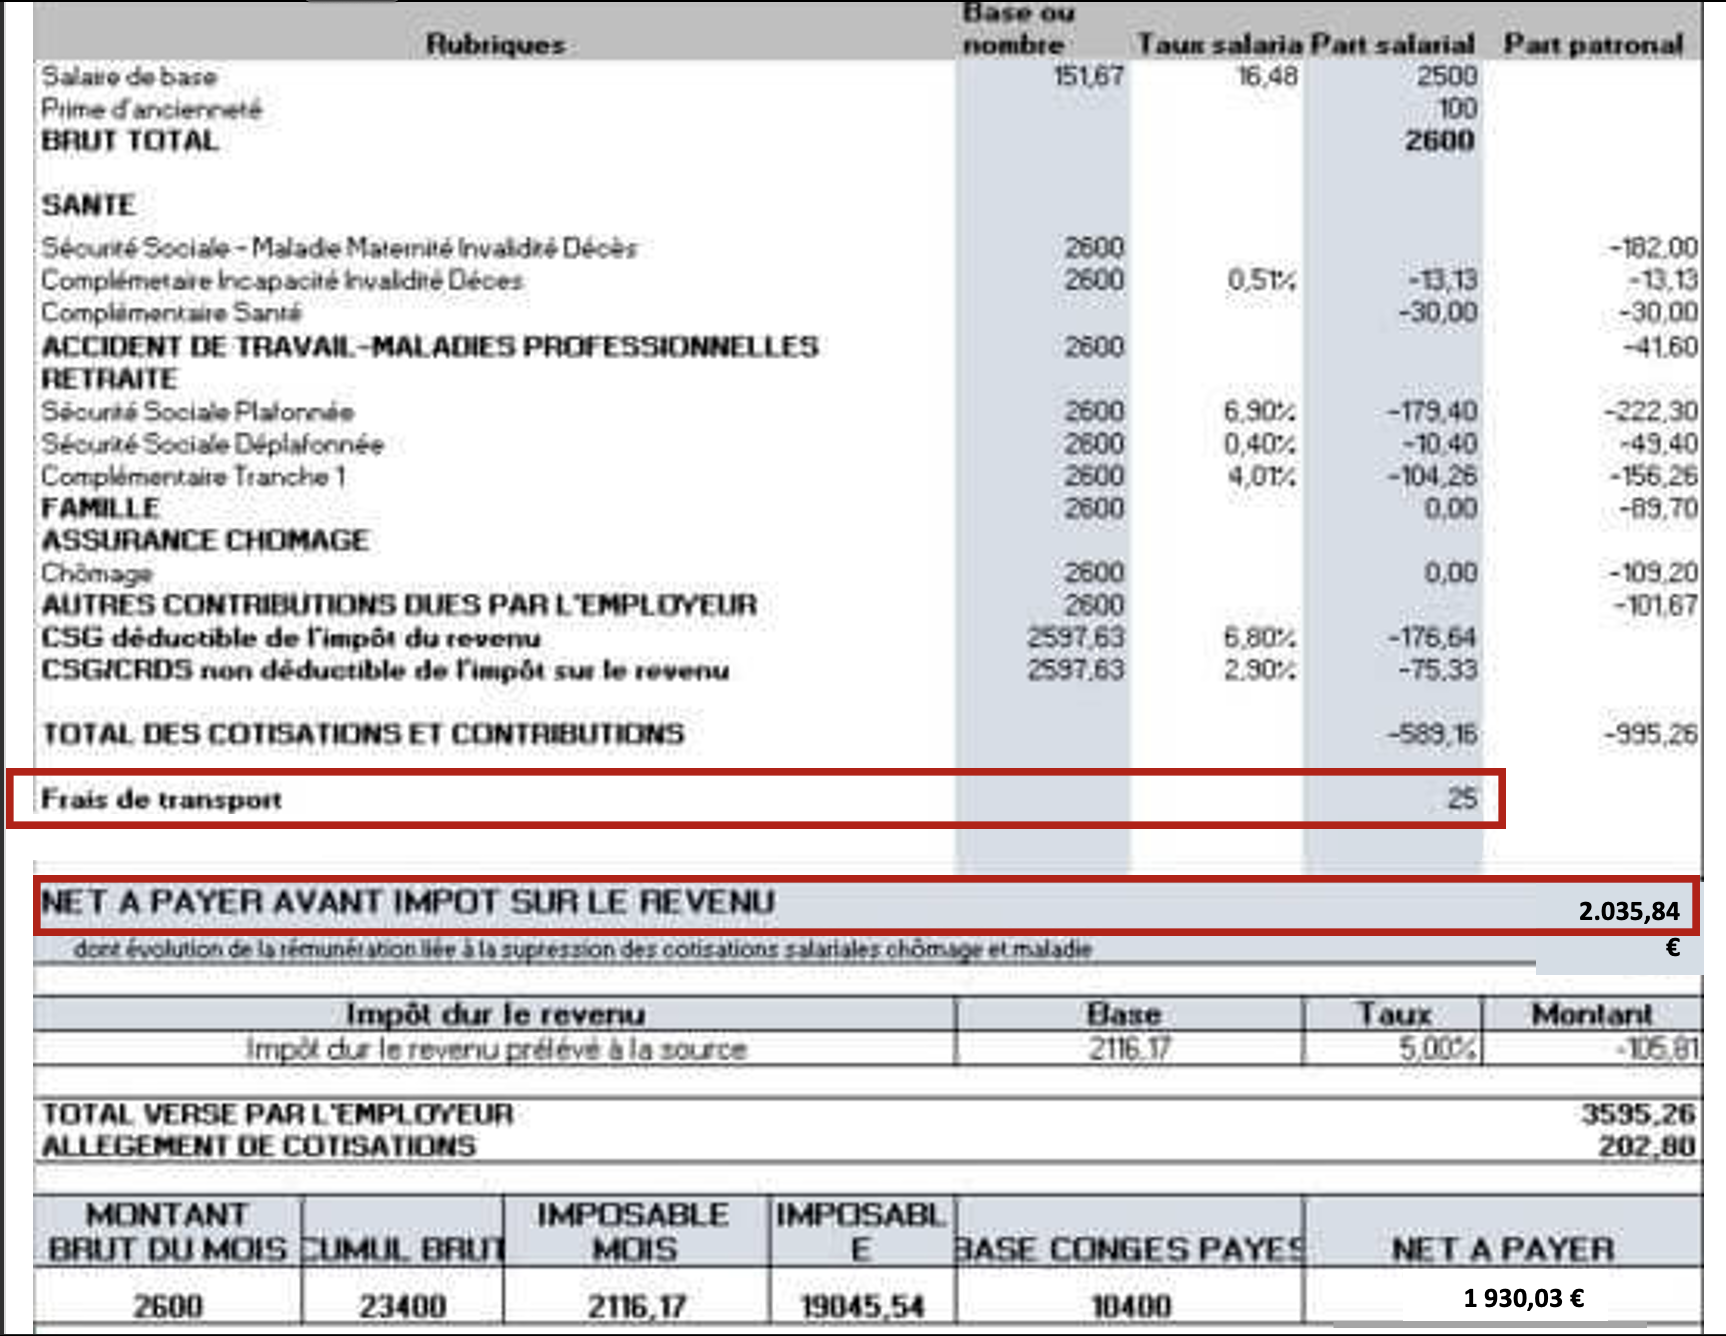 Rubriques Base ou nombre Taux salaria Part salarial Part patronal
Salaire de base 151,67 16,48 2500
Prime d'ancienneté 100
BRUT TOTAL 2600
SANTE
Sécurité Sociale - Maladie Maternité Invalidité Décès 2600 -182,00
Complémetaire Incapacité Invalidité Déces 2600 0,51% -13,13 -13,13
Complémentaire Santé -30,00 -30,00
ACCIDENT DE TRAVAIL-MALADIES PROFESSIONNELLES 2600 -41,60
RETRAITE
Sécurité Sociale Plafonnée 2600 6,90% -179,40 -222,30
Sécurité Sociale Déplafonnée 2600 0,40% -10,40 -49,40
Complémentaire Tranche 1 2600 4,01% -104,26 -156,26
FAMILLE 2600 0,00 -89,70
ASSURANCE CHOMAGE
Chômage 2600 0,00 -109,20
AUTRES CONTRIBUTIONS DUES PAR L'EMPLOYEUR 2600 -101,67
CSG déductible de l'impôt du revenu 2597,63 6,80% -176,64
CSG/CRDS non déductible de l'impôt sur le revenu 2597,63 2,90% -75,33
TOTAL DES COTISATIONS ET CONTRIBUTIONS -589,16 -995,26
Frais de transport 25
NET A PAYER AVANT IMPOT SUR LE REVENU 2.035,84
dont évolution de la rémunération liée à la supression des cotisations salariales chômage et maladie €
Impôt dur le revenu Base Taux Montant
Impôt dur le revenu prélévé à la source 2116,17 5,00% -105,81
TOTAL VERSE PAR L'EMPLOYEUR 3595,26
ALLEGEMENT DE COTISATIONS 202,80
MONTANT BRUT DU MOIS CUMUL BRUT IMPOSABLE MOIS IMPOSABL E BASE CONGES PAYES NET A PAYER
2600 23400 2116,17 19045,54 10400 1 930,03 €